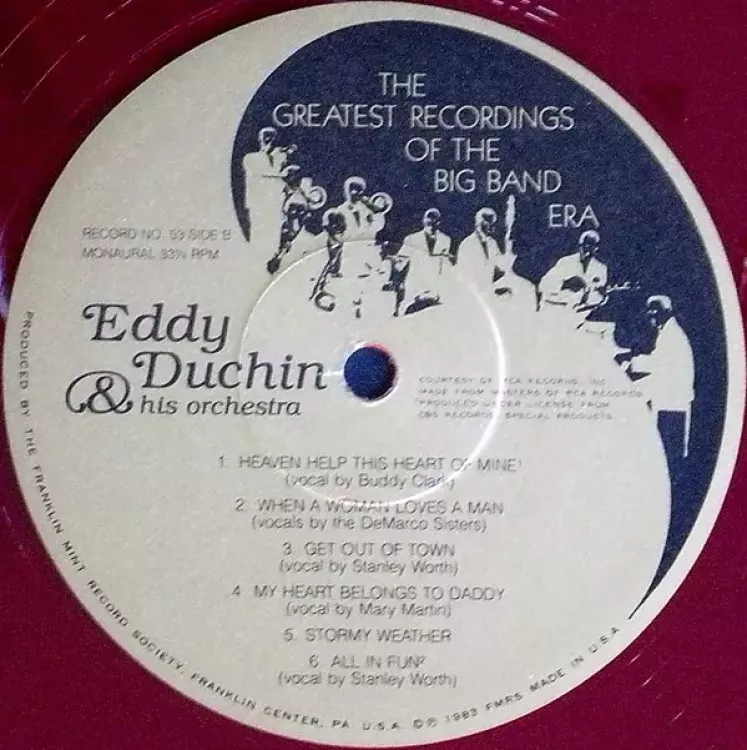 THE
GREATEST RECORDINGS
OF THE
BIG BAND
ERA
RECORD NO. 53 SIDE B
MONAURAL 33⅓ RPM
Eddy
Duchin
& his orchestra
COURTESY OF RCA RECORDS, INC.
MADE FROM MASTERS OF RCA RECORDS
PRODUCED UNDER LICENSE FROM
CBS RECORDS SPECIAL PRODUCTS
1. HEAVEN HELP THIS HEART OF MINE¹
(vocal by Buddy Clark)
2. WHEN A WOMAN LOVES A MAN
(vocals by the DeMarco Sisters)
3. GET OUT OF TOWN
(vocal by Stanley Worth)
4 MY HEART BELONGS TO DADDY
(vocal by Mary Martin)
5. STORMY WEATHER
6. ALL IN FUN²
(vocal by Stanley Worth)
PRODUCED BY THE FRANKLIN MINT RECORD SOCIETY, FRANKLIN CENTER, PA. U.S.A. ©℗ 1983 FMRS MADE IN U.S.A.